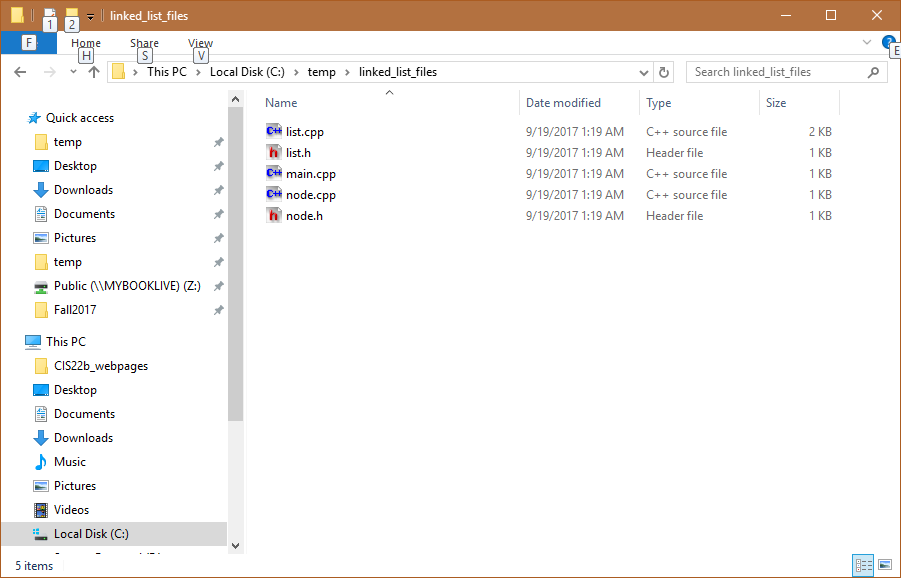 1 2 linked_list_files
F Home Share View ? E
H S V
This PC Local Disk (C:) temp linked_list_files Search linked_list_files
Quick access
temp
Desktop
Downloads
Documents
Pictures
temp
Public (\\MYBOOKLIVE) (Z:)
Fall2017
This PC
CIS22b_webpages
Desktop
Documents
Downloads
Music
Pictures
Videos
Local Disk (C:)
Name Date modified Type Size
C++ list.cpp 9/19/2017 1:19 AM C++ source file 2 KB
h list.h 9/19/2017 1:19 AM Header file 1 KB
C++ main.cpp 9/19/2017 1:19 AM C++ source file 1 KB
C++ node.cpp 9/19/2017 1:19 AM C++ source file 1 KB
h node.h 9/19/2017 1:19 AM Header file 1 KB
5 items